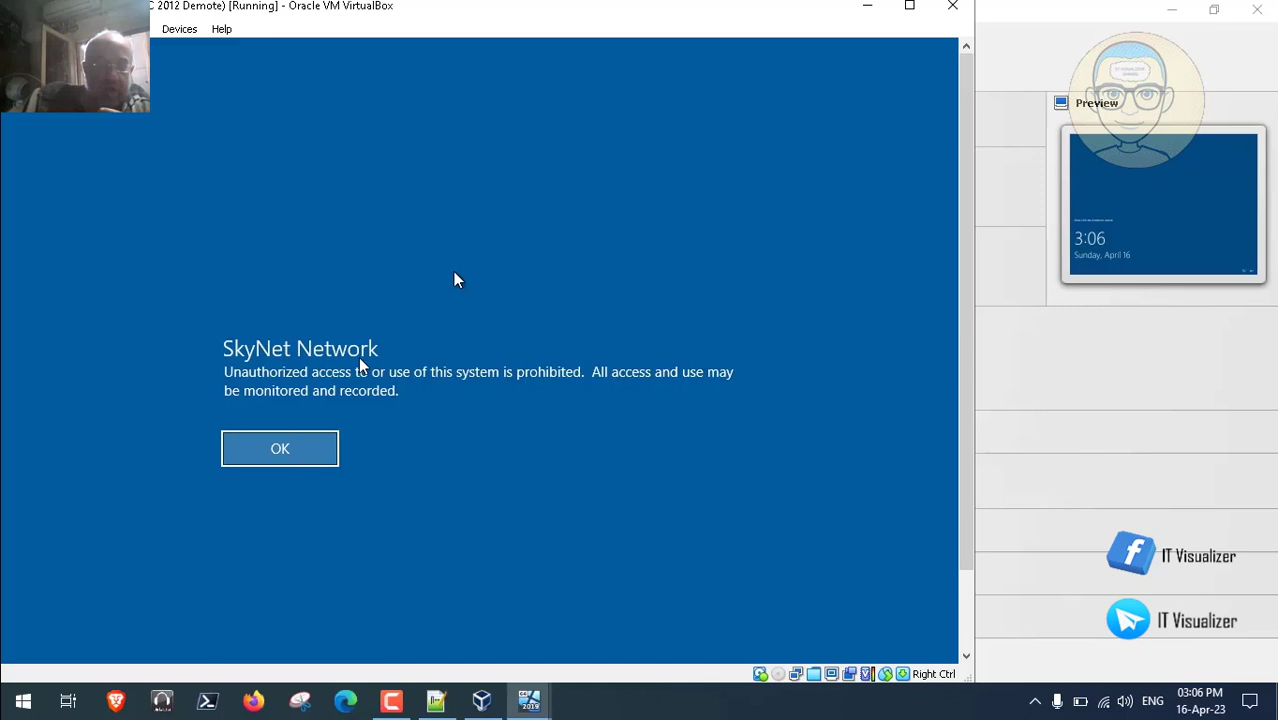 C 2012 Demote) [Running] - Oracle VM VirtualBox
Devices Help
Preview
3:06
Sunday, April 16
SkyNet Network
Unauthorized access to or use of this system is prohibited. All access and use may
be monitored and recorded.
OK
IT Visualizer
IT Visualizer
Right Ctrl
2019
ENG
03:06 PM
16-Apr-23